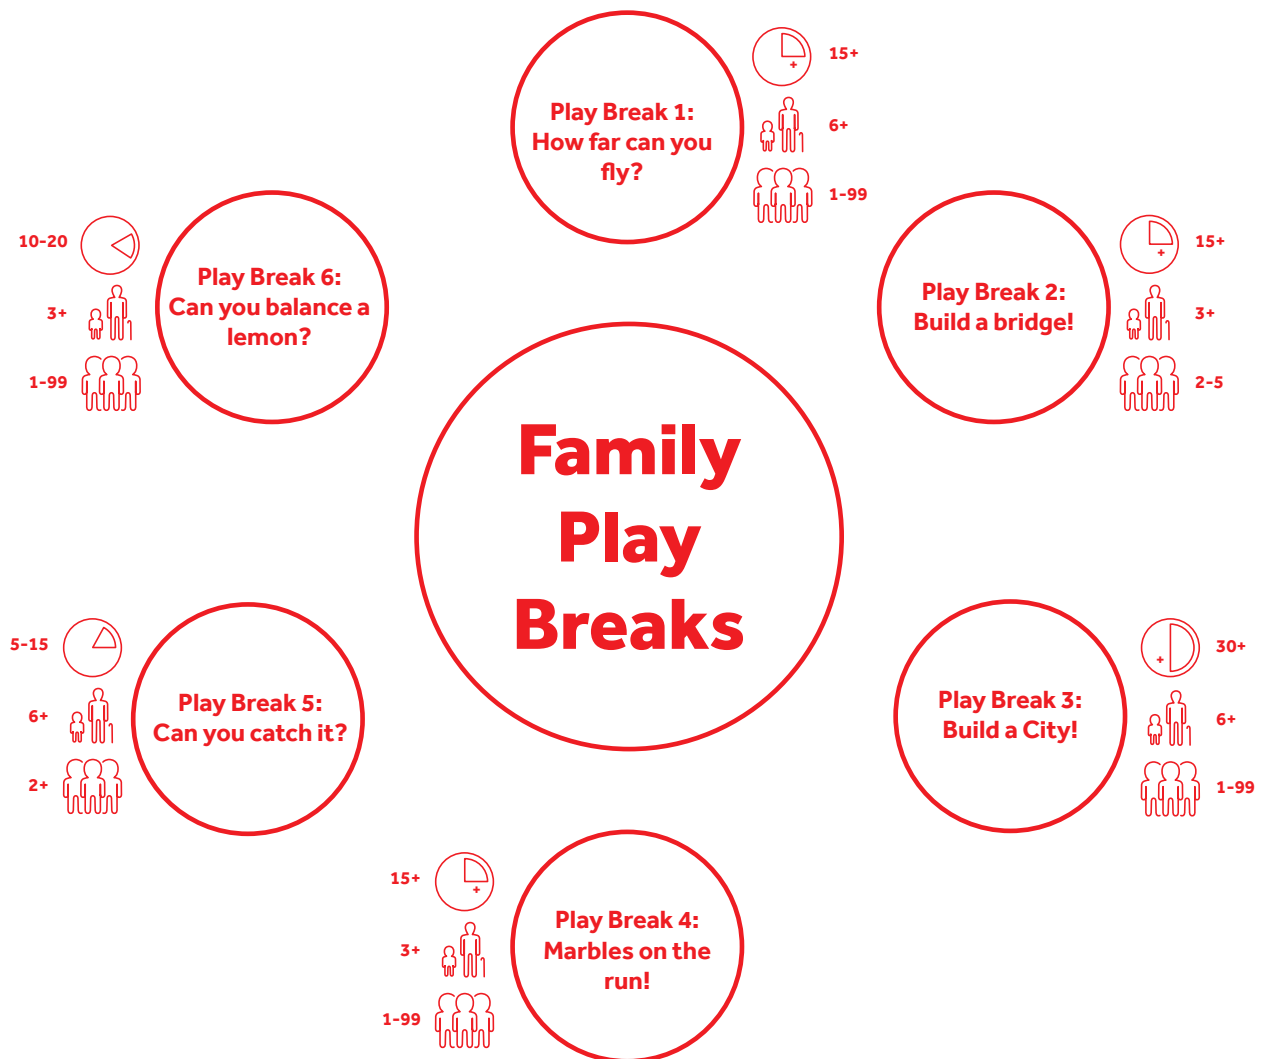 Family
Play
Breaks
Play Break 1:
How far can you
fly?
15+
6+
1-99
Play Break 2:
Build a bridge!
15+
3+
2-5
Play Break 3:
Build a City!
30+
6+
1-99
Play Break 4:
Marbles on the
run!
15+
3+
1-99
Play Break 5:
Can you catch it?
5-15
6+
2+
Play Break 6:
Can you balance a
lemon?
10-20
3+
1-99